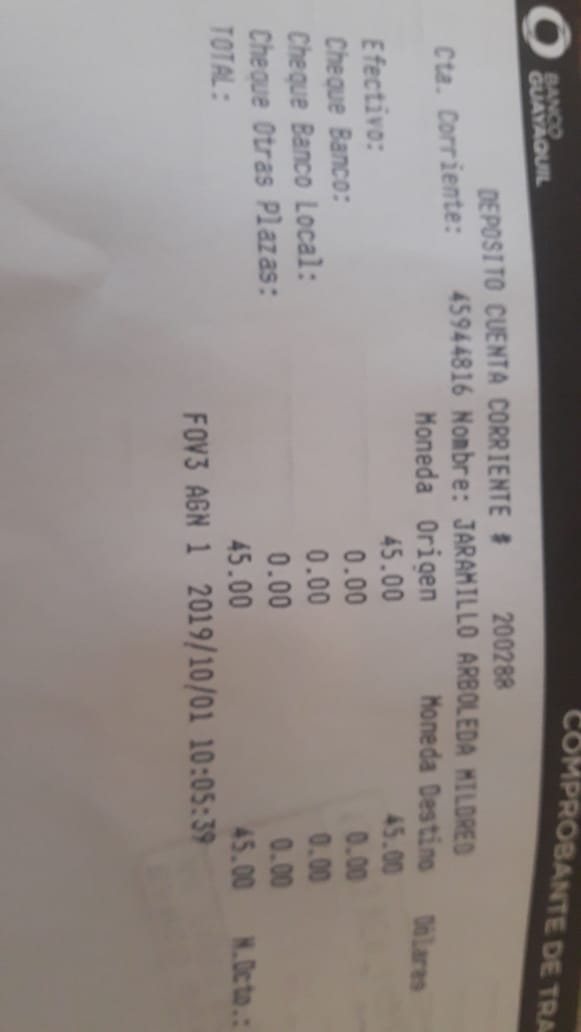 BANCO
GUAYAQUIL
COMPROBANTE DE TRA
DEPOSITO CUENTA CORRIENTE # 200288
Cta. Corriente: 45944816 Nombre: JARAMILLO ARBOLEDA MILDRED
Moneda Origen Moneda Destino Dólares
Efectivo: 45.00 45.00
Cheque Banco: 0.00 0.00
Cheque Banco Local: 0.00 0.00
Cheque Otras Plazas: 0.00 0.00
TOTAL: 45.00 45.00 N.Dcto.:
FOV3 AGN 1 2019/10/01 10:05:39